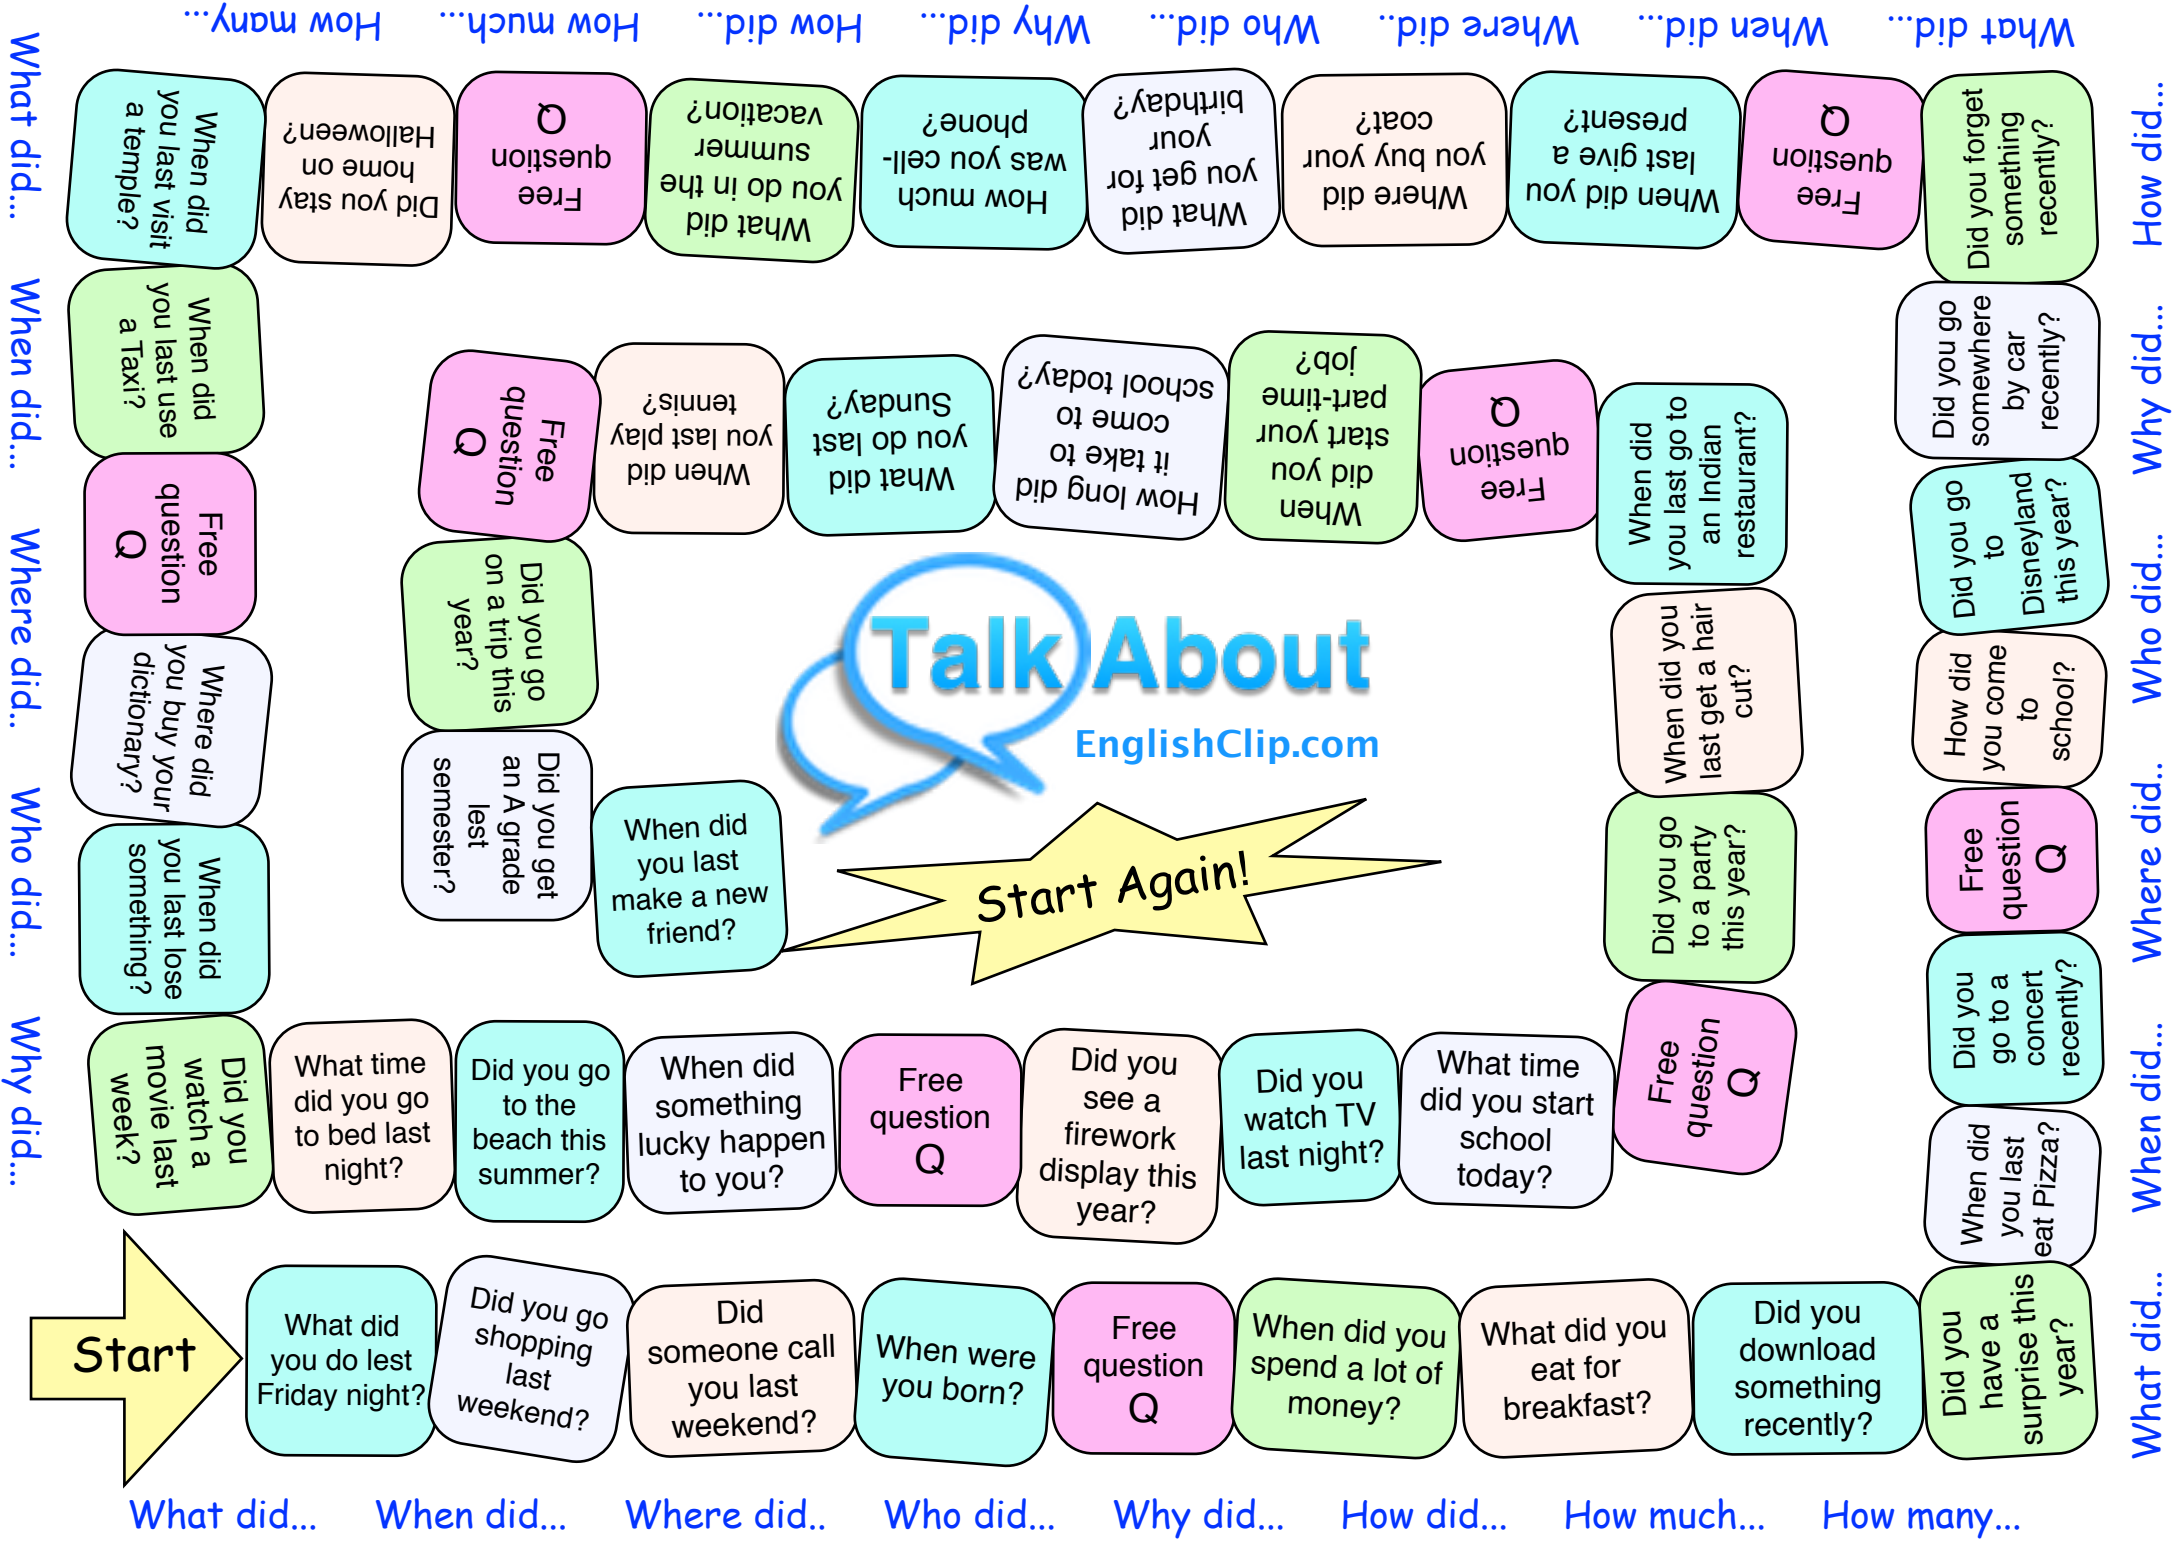 Start
What did
you do lest
Friday night?
Did you go
shopping
last
weekend?
Did
someone call
you last
weekend?
When were
you born?
Free
question
Q
When did you
spend a lot of
money?
What did you
eat for
breakfast?
Did you
download
something
recently?
Did you
have a
surprise this
year?
When did
you last
eat Pizza?
Did you
go to a
concert
recently?
Free
question
Q
How did
you come
to
school?
Did you go
to
Disneyland
this year?
Did you go
somewhere
by car
recently?
Did you forget
something
recently?
Free
question
Q
When did you
last give a
present?
Where did
you buy your
coat?
What did
you get for
your
birthday?
How much
was you cell-
phone?
What did
you do in the
summer
vacation?
Free
question
Q
Did you stay
home on
Halloween?
When did
you last visit
a temple?
When did
you last use
a Taxi?
Free
question
Q
Where did
you buy your
dictionary?
When did
you last lose
something?
Did you
watch a
movie last
week?
What time
did you go
to bed last
night?
Did you go
to the
beach this
summer?
When did
something
lucky happen
to you?
Free
question
Q
Did you
see a
firework
display this
year?
Did you
watch TV
last night?
What time
did you start
school
today?
Free
question
Q
Did you go
to a party
this year?
When did you
last get a hair
cut?
When did
you last go to
an Indian
restaurant?
Free
question
Q
When
did you
start your
part-time
job?
How long did
it take to
come to
school today?
What did
you do last
Sunday?
When did
you last play
tennis?
Free
question
Q
Did you go
on a trip this
year?
Did you get
an A grade
lest
semester?
When did
you last
make a new
friend?
Start Again!
Talk About
EnglishClip.com
What did... When did... Where did.. Who did... Why did... How did... How much... How many...
What did... When did... Where did.. Who did... Why did... How did...
What did... When did... Where did.. Who did... Why did... How did... How much... How many...
What did... When did... Where did.. Who did... Why did...